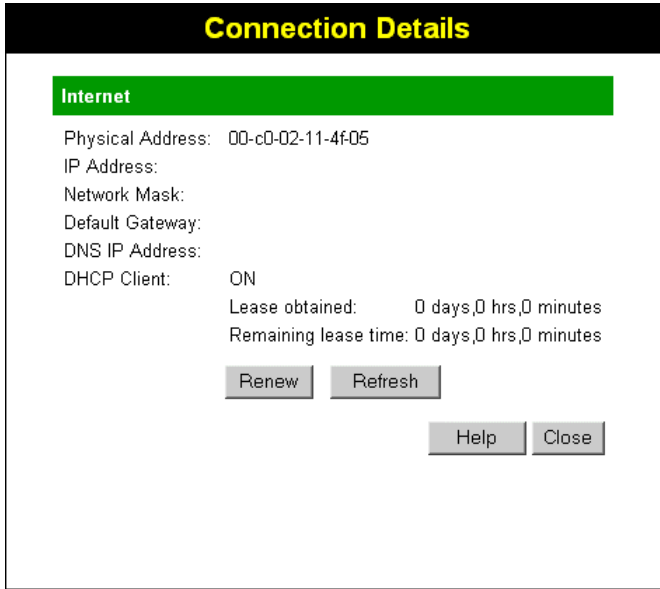 Connection Details
Internet
Physical Address: 00-c0-02-11-4f-05
IP Address:
Network Mask:
Default Gateway:
DNS IP Address:
DHCP Client: ON
Lease obtained: 0 days,0 hrs,0 minutes
Remaining lease time: 0 days,0 hrs,0 minutes
Renew Refresh
Help Close